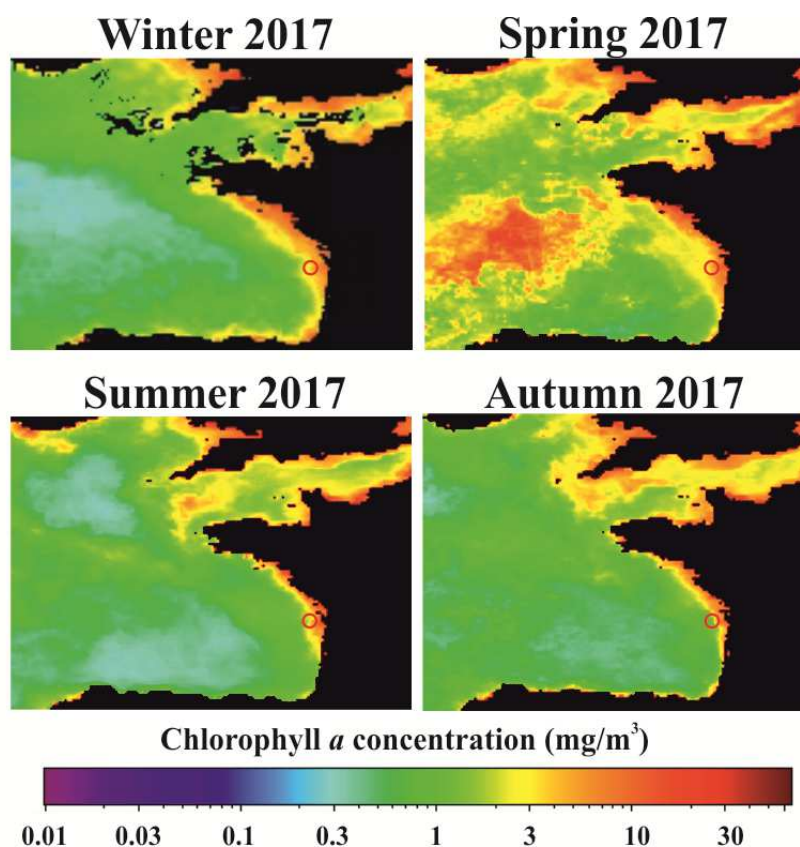 Winter 2017
Spring 2017
Summer 2017
Autumn 2017
Chlorophyll a concentration (mg/m³)
0.01 0.03 0.1 0.3 1 3 10 30